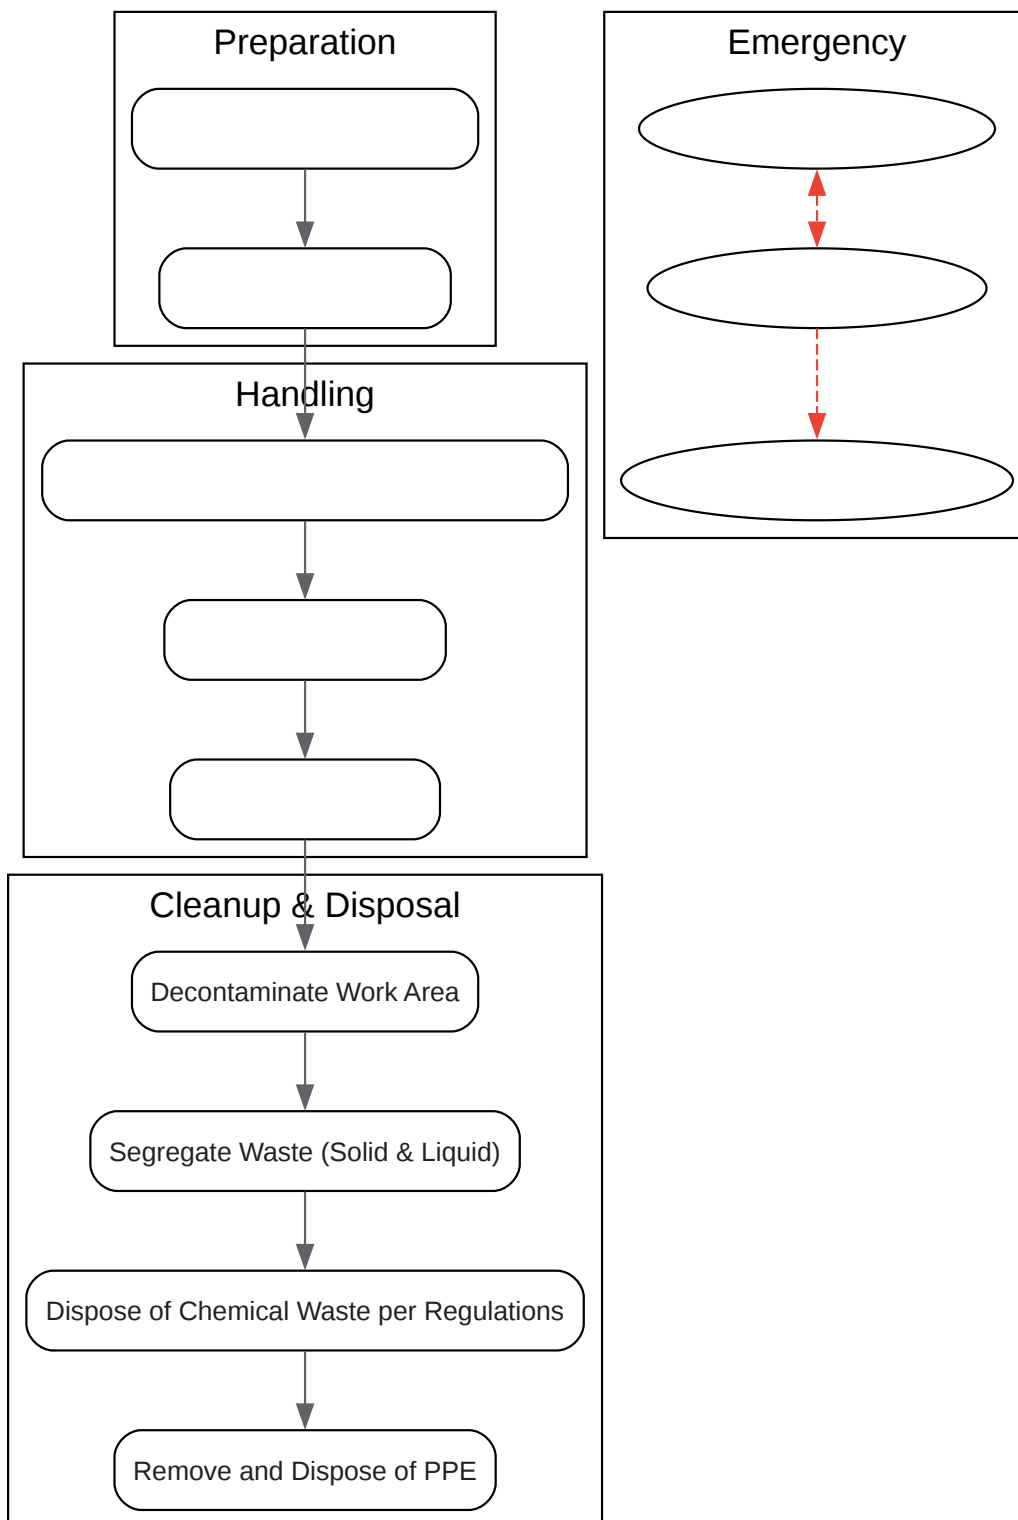 Preparation
Emergency
Handling
Cleanup & Disposal
Decontaminate Work Area
Segregate Waste (Solid & Liquid)
Dispose of Chemical Waste per Regulations
Remove and Dispose of PPE